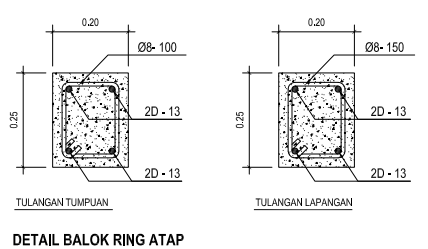 0.20
0.20
Ø8- 100
Ø8- 150
0.25
0.25
2D - 13
2D - 13
2D - 13
2D - 13
TULANGAN TUMPUAN
TULANGAN LAPANGAN
DETAIL BALOK RING ATAP